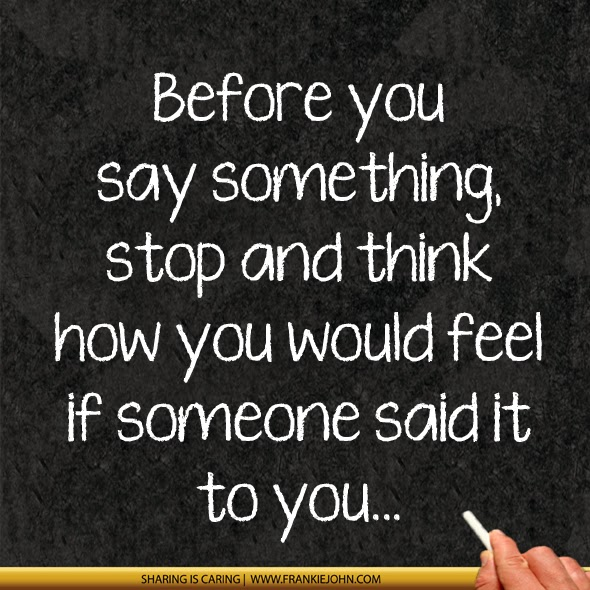 Before you
say something,
stop and think
how you would feel
if someone said it
to you...
SHARING IS CARING | WWW.FRANKIEJOHN.COM